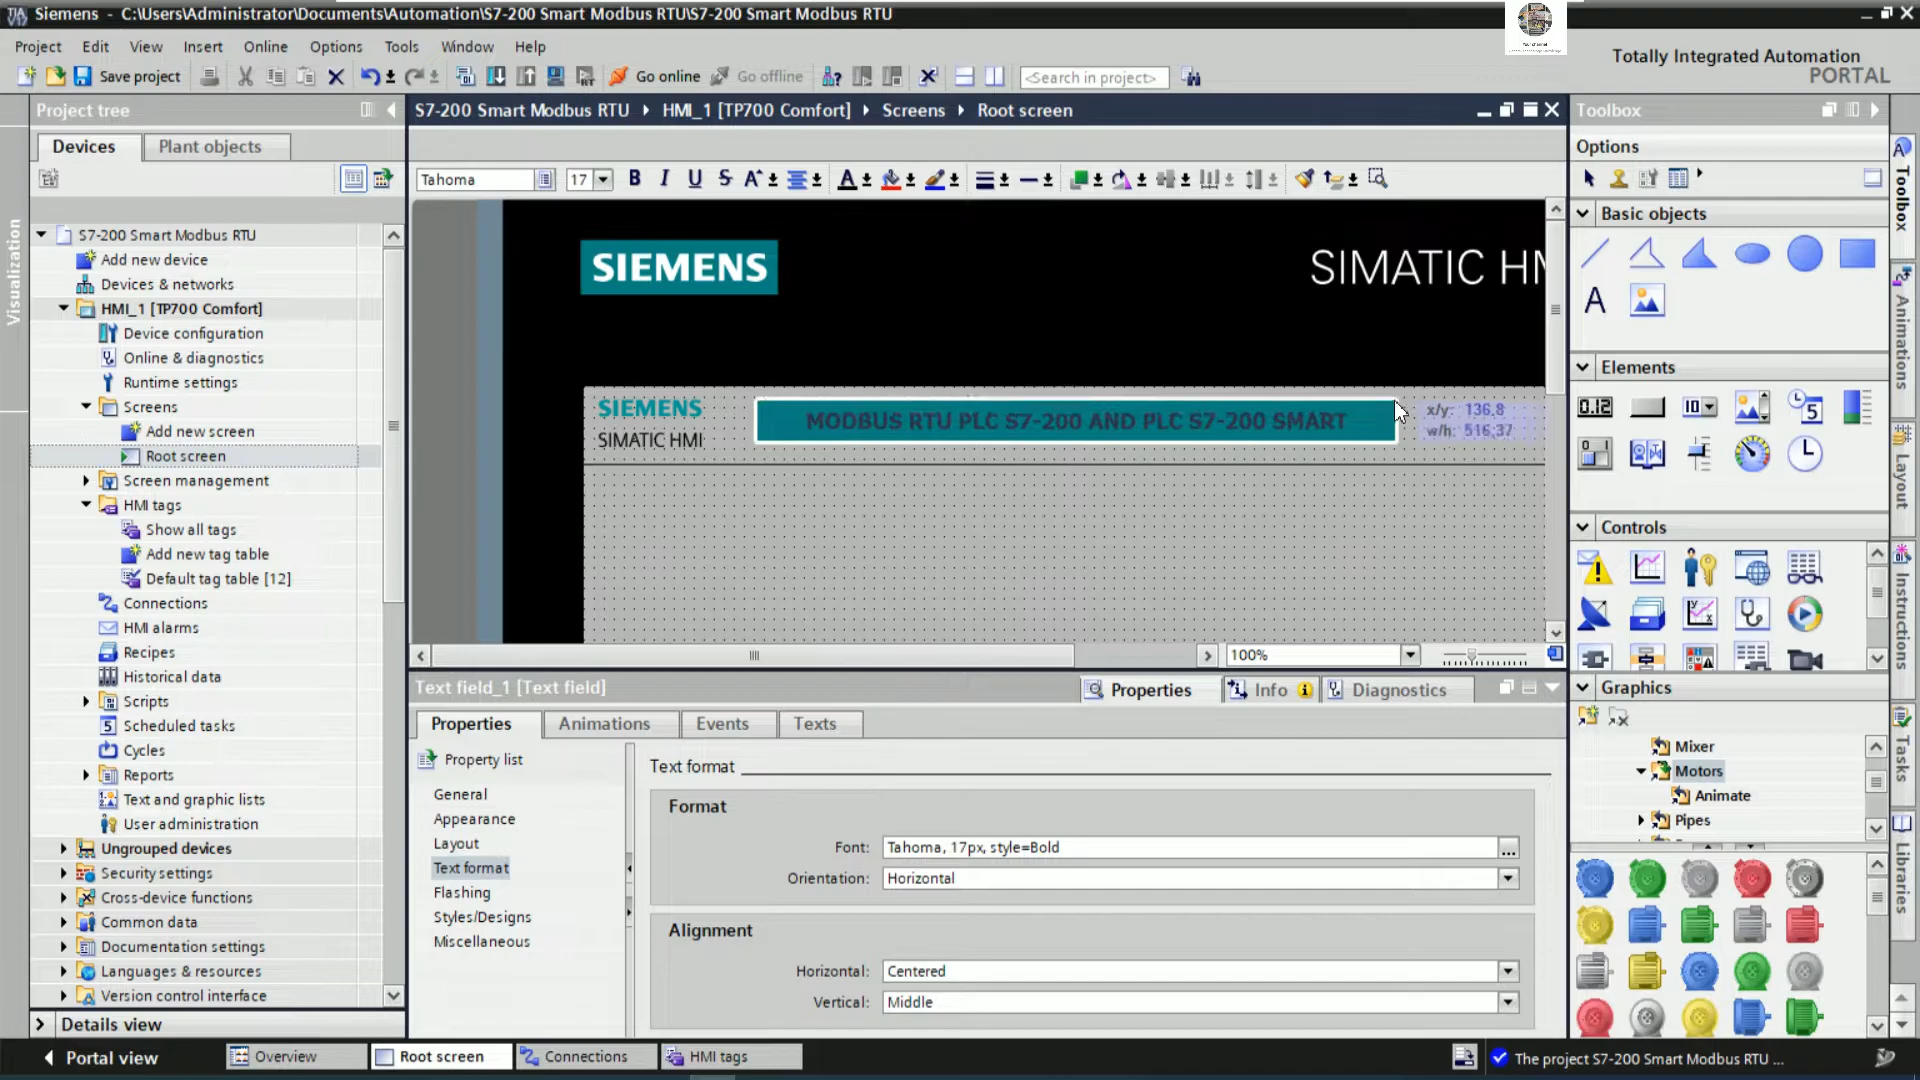 Siemens - C:\Users\Administrator\Documents\Automation\S7-200 Smart Modbus RTU\S7-200 Smart Modbus RTU
Project Edit View Insert Online Options Tools Window Help
Totally Integrated Automation
PORTAL
Save project
Go online
Go offline
<Search in project>
Project tree
S7-200 Smart Modbus RTU
HMI_1 [TP700 Comfort]
Screens
Root screen
Toolbox
Devices
Plant objects
Options
Tahoma
17
Basic objects
Visualization
S7-200 Smart Modbus RTU
Add new device
Devices & networks
HMI_1 [TP700 Comfort]
Device configuration
Online & diagnostics
Runtime settings
Screens
Add new screen
Root screen
Screen management
HMI tags
Show all tags
Add new tag table
Default tag table [12]
Connections
HMI alarms
Recipes
Historical data
Scripts
Scheduled tasks
Cycles
Reports
Text and graphic lists
User administration
Ungrouped devices
Security settings
Cross-device functions
Common data
Documentation settings
Languages & resources
Version control interface
Details view
SIEMENS
SIMATIC HM
SIEMENS
SIMATIC HMI
MODBUS RTU PLC S7-200 AND PLC S7-200 SMART
x/y: 136,8
w/h: 516,37
100%
Text field_1 [Text field]
Properties
Info
Diagnostics
Properties
Animations
Events
Texts
Property list
General
Appearance
Layout
Text format
Flashing
Styles/Designs
Miscellaneous
Text format
Format
Font: Tahoma, 17px, style=Bold
...
Orientation: Horizontal
Alignment
Horizontal: Centered
Vertical: Middle
Elements
0.12
10
5
Controls
Graphics
Mixer
Motors
Animate
Pipes
Toolbox
Animations
Layout
Instructions
Tasks
Libraries
Portal view
Overview
Root screen
Connections
HMI tags
The project S7-200 Smart Modbus RTU ...